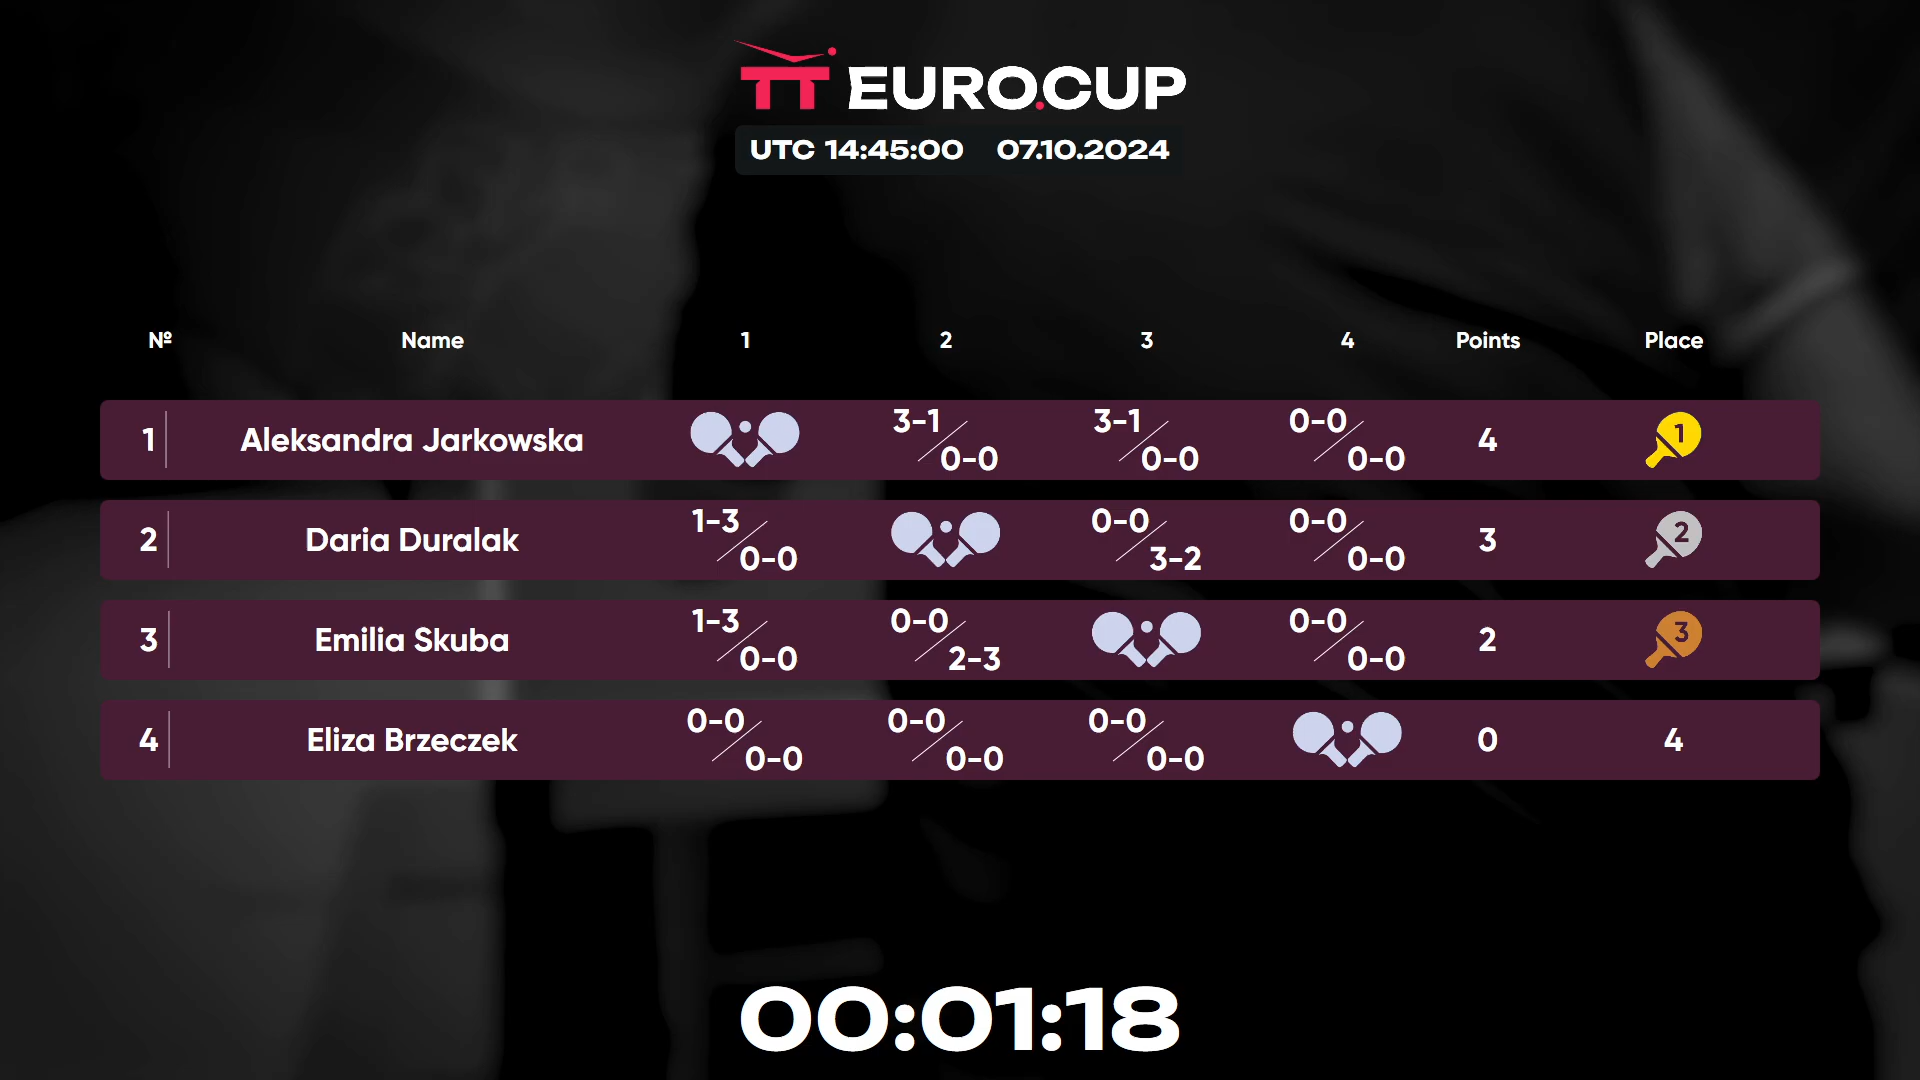 TT EURO.CUP
UTC 14:45:00 07.10.2024
№ Name 1 2 3 4 Points Place
1 Aleksandra Jarkowska 3-1 0-0 3-1 0-0 0-0 0-0 4 1
2 Daria Duralak 1-3 0-0 0-0 3-2 0-0 0-0 3 2
3 Emilia Skuba 1-3 0-0 0-0 2-3 0-0 0-0 2 3
4 Eliza Brzeczek 0-0 0-0 0-0 0-0 0-0 0-0 0 4
00:01:18